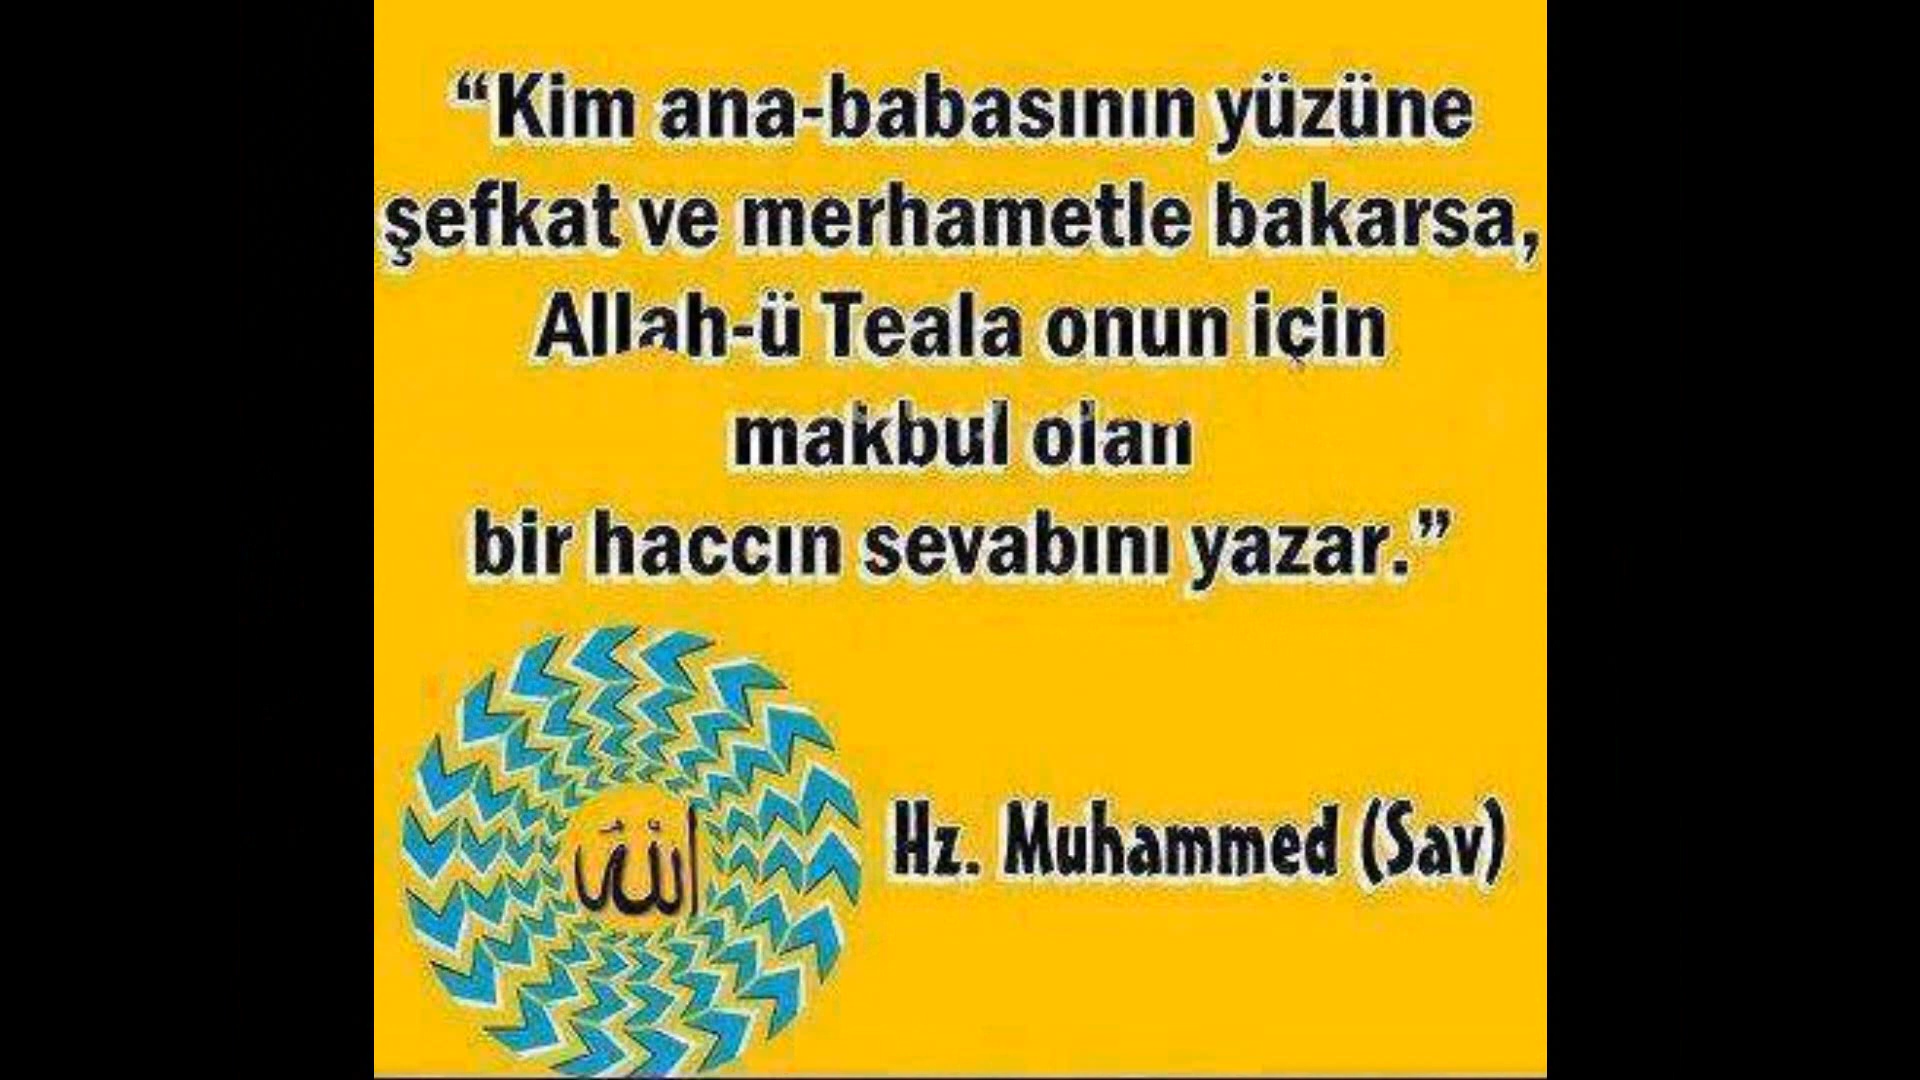 “Kim ana-babasının yüzüne
şefkat ve merhametle bakarsa,
Allah-ü Teala onun için
makbul olan
bir haccın sevabını yazar.”
الله
Hz. Muhammed (Sav)